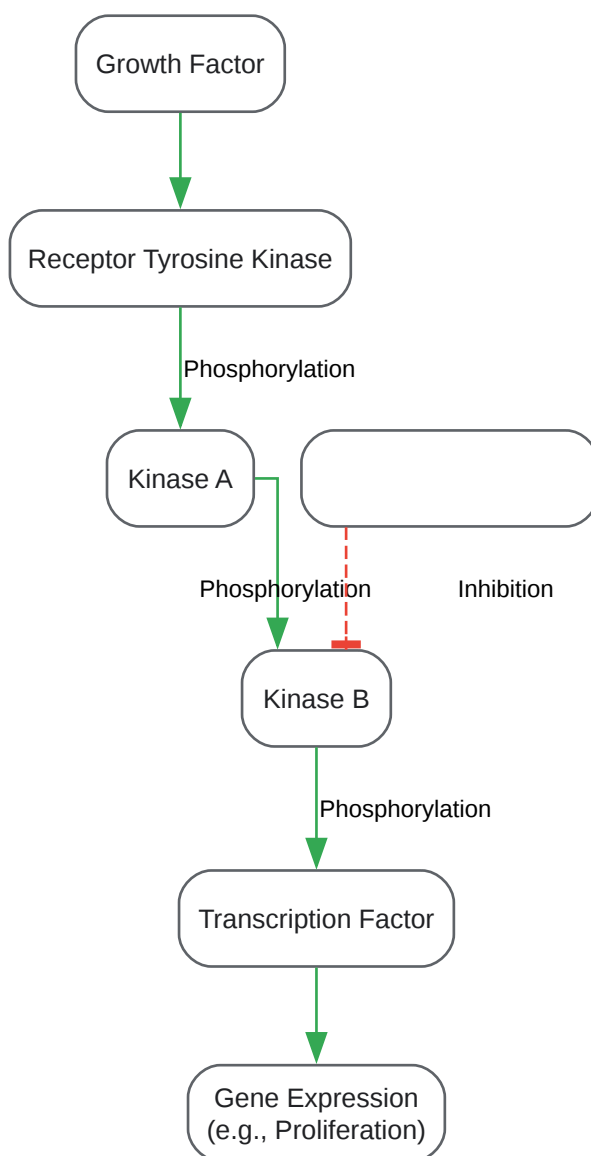 Growth Factor
Receptor Tyrosine Kinase
Phosphorylation
Kinase A
Phosphorylation
Inhibition
Kinase B
Phosphorylation
Transcription Factor
Gene Expression
(e.g., Proliferation)